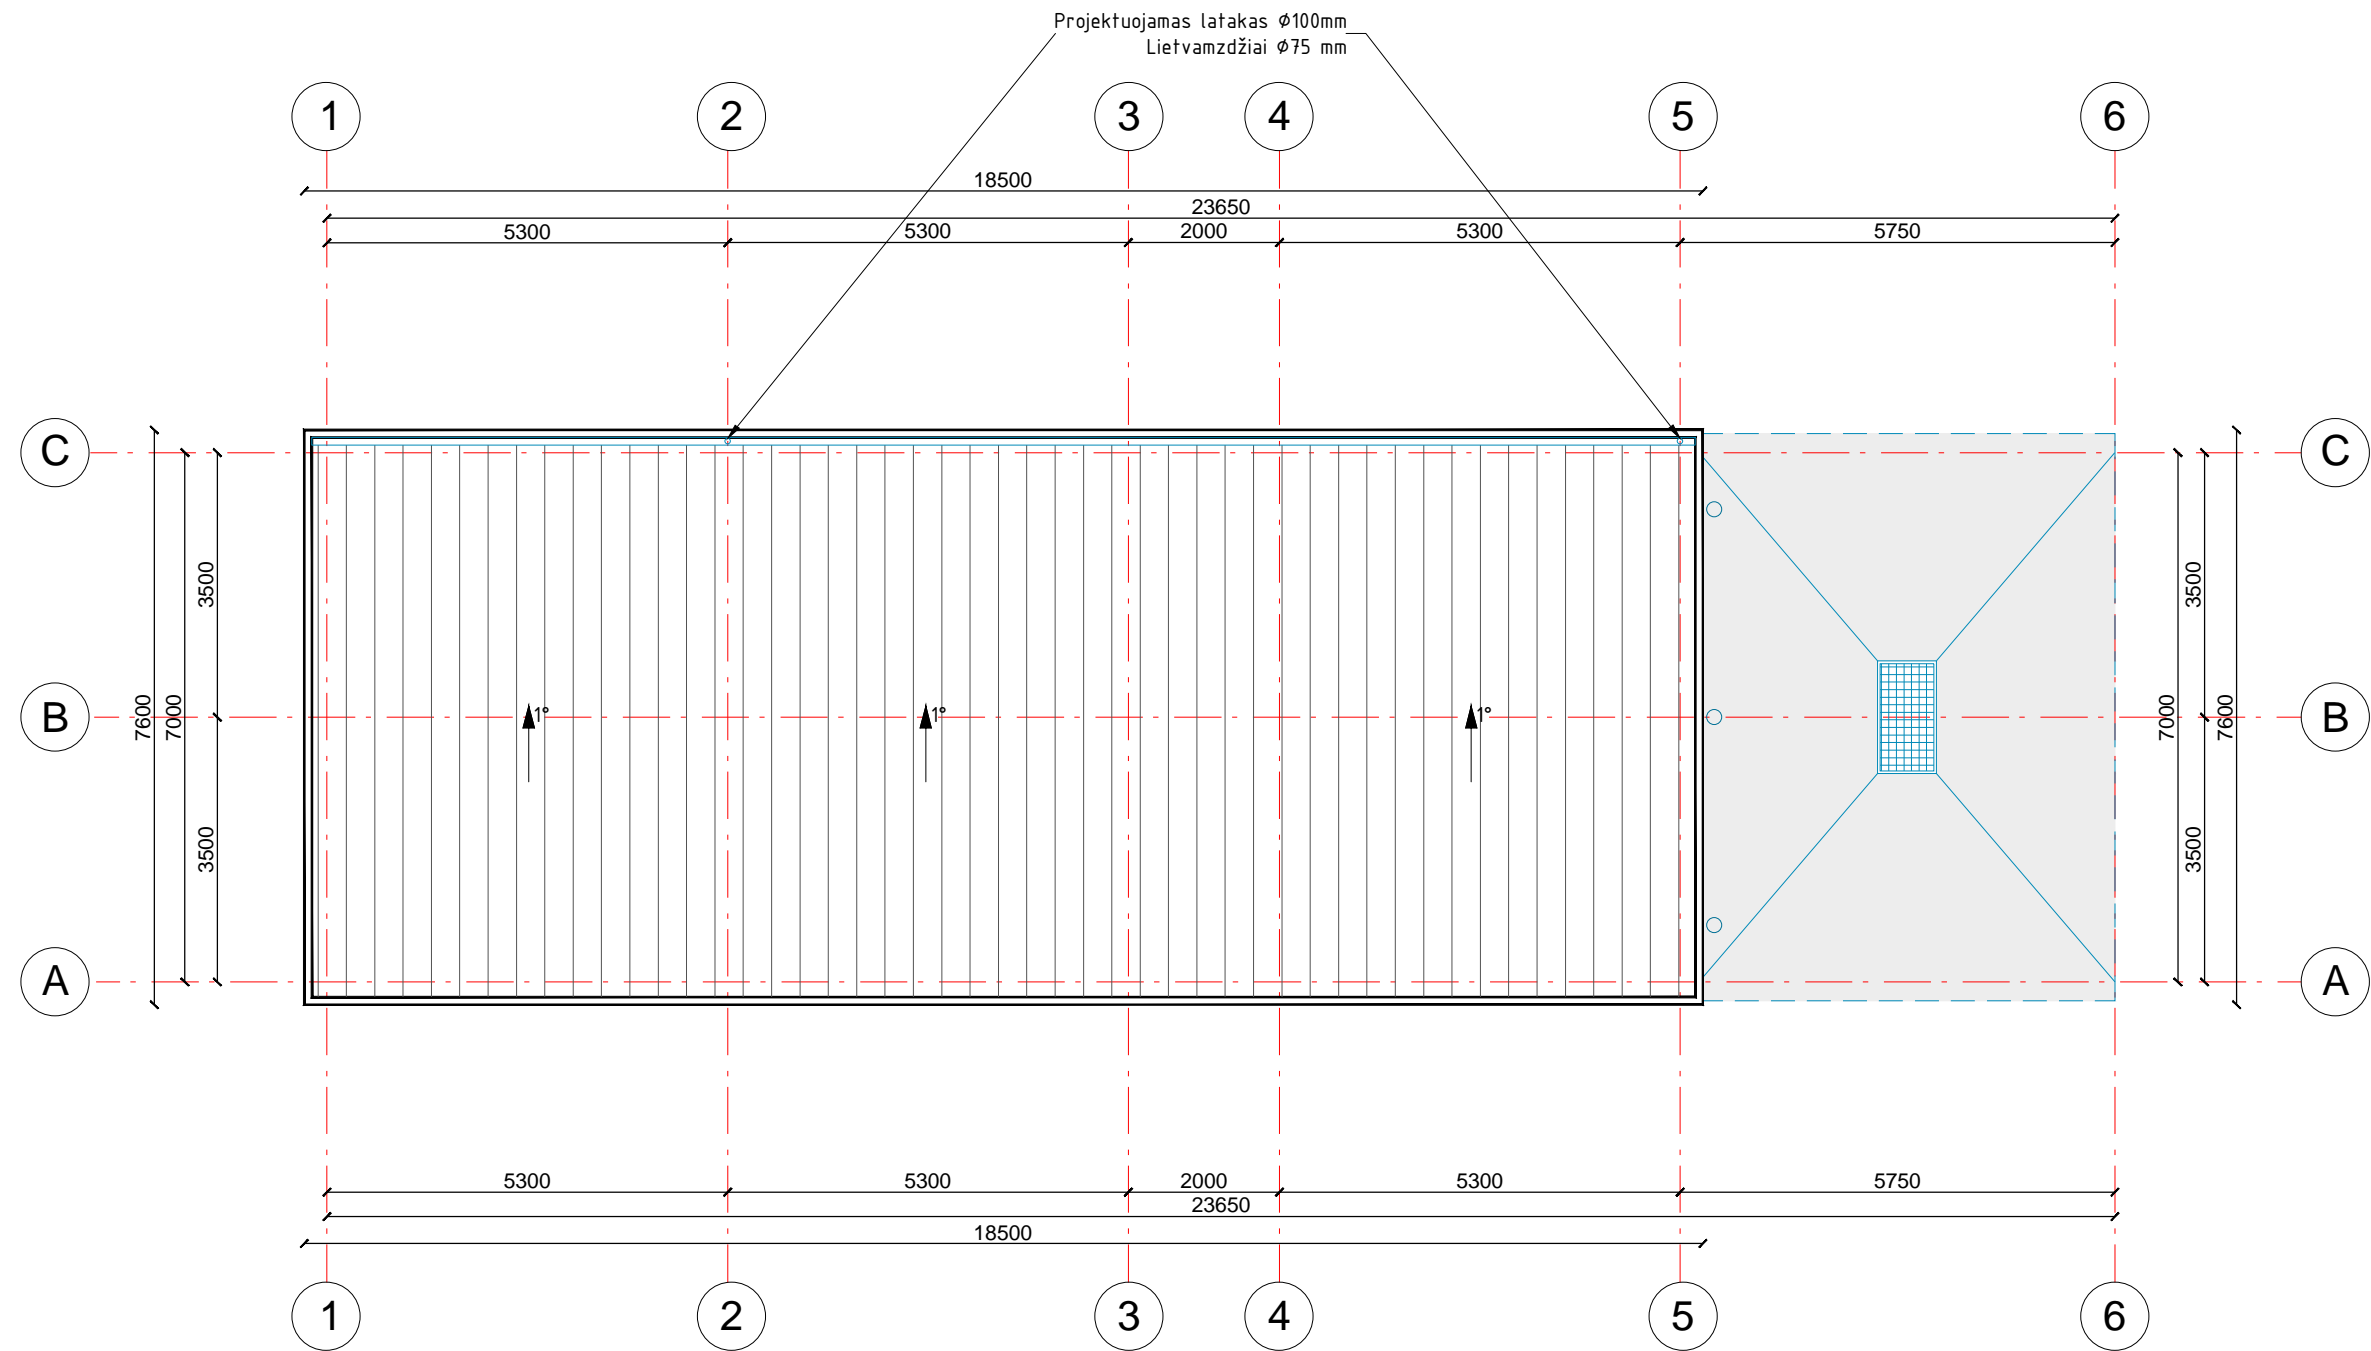 Projektuojamas latakas Ø100mm
Lietvamzdžiai Ø75 mm
1 2 3 4 5 6
18500
23650
5300 5300 2000 5300 5750
C C
3500 3500
7600 7000 7000 7600
B 1° 1° 1° B
3500 3500
A A
5300 5300 2000 5300 5750
23650
18500
1 2 3 4 5 6